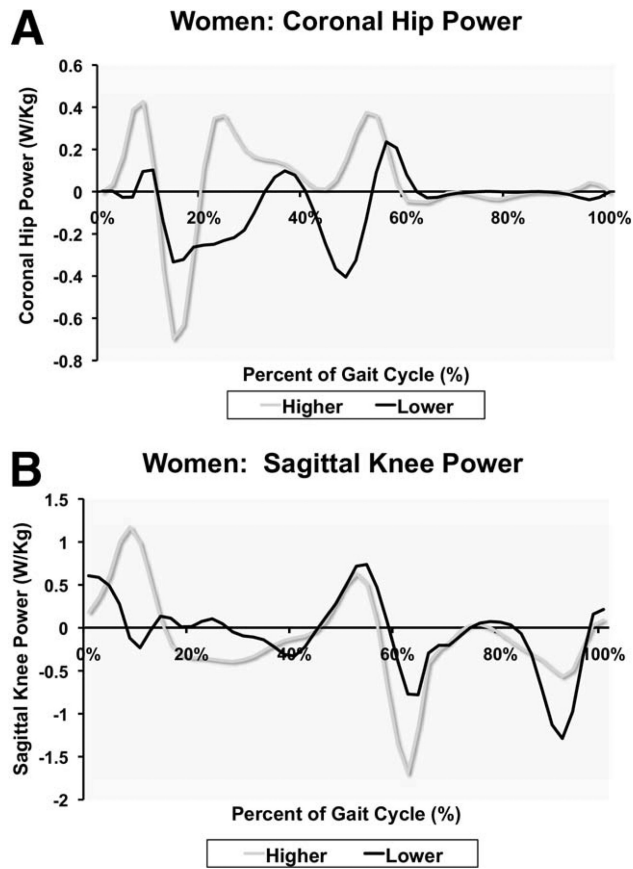 A
Women: Coronal Hip Power
Coronal Hip Power (W/Kg)
0.6
0.4
0.2
0
-0.2
-0.4
-0.6
-0.8
0% 20% 40% 60% 80% 100%
Percent of Gait Cycle (%)
Higher Lower
B
Women: Sagittal Knee Power
Sagittal Knee Power (W/Kg)
1.5
1
0.5
0
-0.5
-1
-1.5
-2
0% 20% 40% 60% 80% 100%
Percent of Gait Cycle (%)
Higher Lower